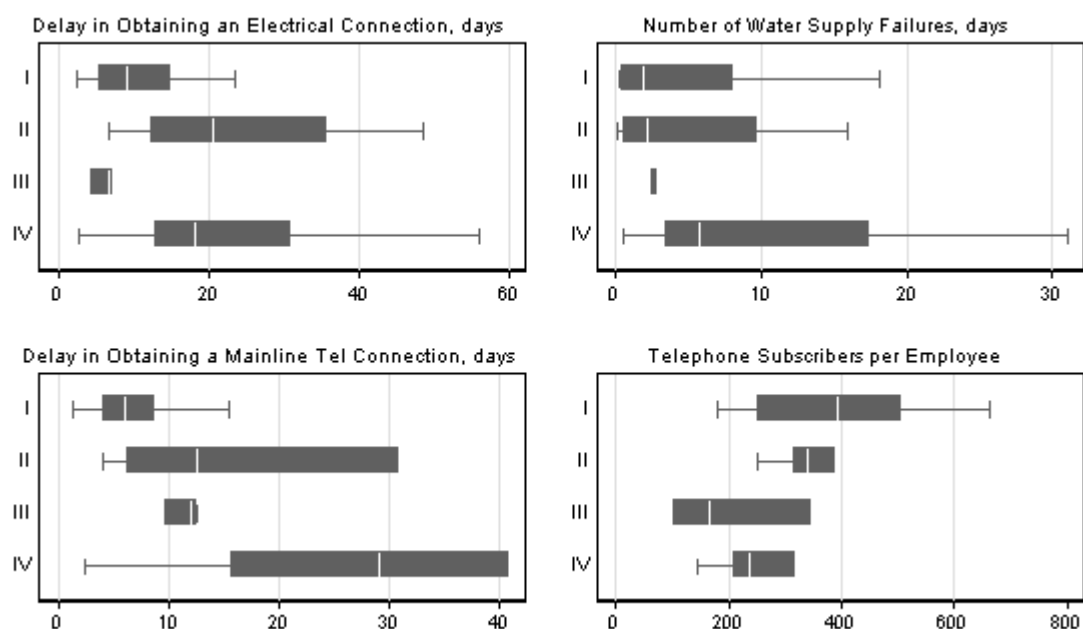 Delay in Obtaining an Electrical Connection, days
I
II
III
IV
0 20 40 60
Number of Water Supply Failures, days
I
II
III
IV
0 10 20 30
Delay in Obtaining a Mainline Tel Connection, days
I
II
III
IV
0 10 20 30 40
Telephone Subscribers per Employee
I
II
III
IV
0 200 400 600 800